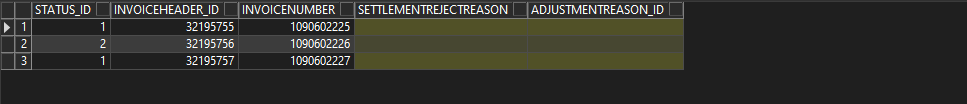 STATUS_ID INVOICEHEADER_ID INVOICENUMBER SETTLEMENTREJECTREASON ADJUSTMENTREASON_ID
1 1 32195755 1090602225
2 2 32195756 1090602226
3 1 32195757 1090602227